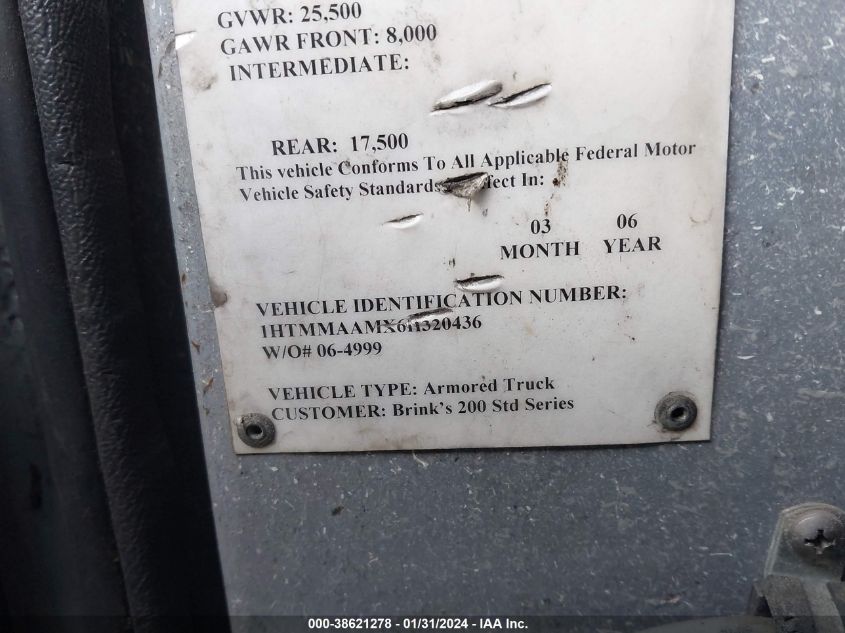 GVWR: 25,500
GAWR FRONT: 8,000
INTERMEDIATE:
REAR: 17,500
This vehicle Conforms To All Applicable Federal Motor
Vehicle Safety Standards In:
03 06
MONTH YEAR
VEHICLE IDENTIFICATION NUMBER:
1HTMMAAMX6H320436
W/O# 06-4999
VEHICLE TYPE: Armored Truck
CUSTOMER: Brink's 200 Std Series
000-38621278 - 01/31/2024 - IAA Inc.